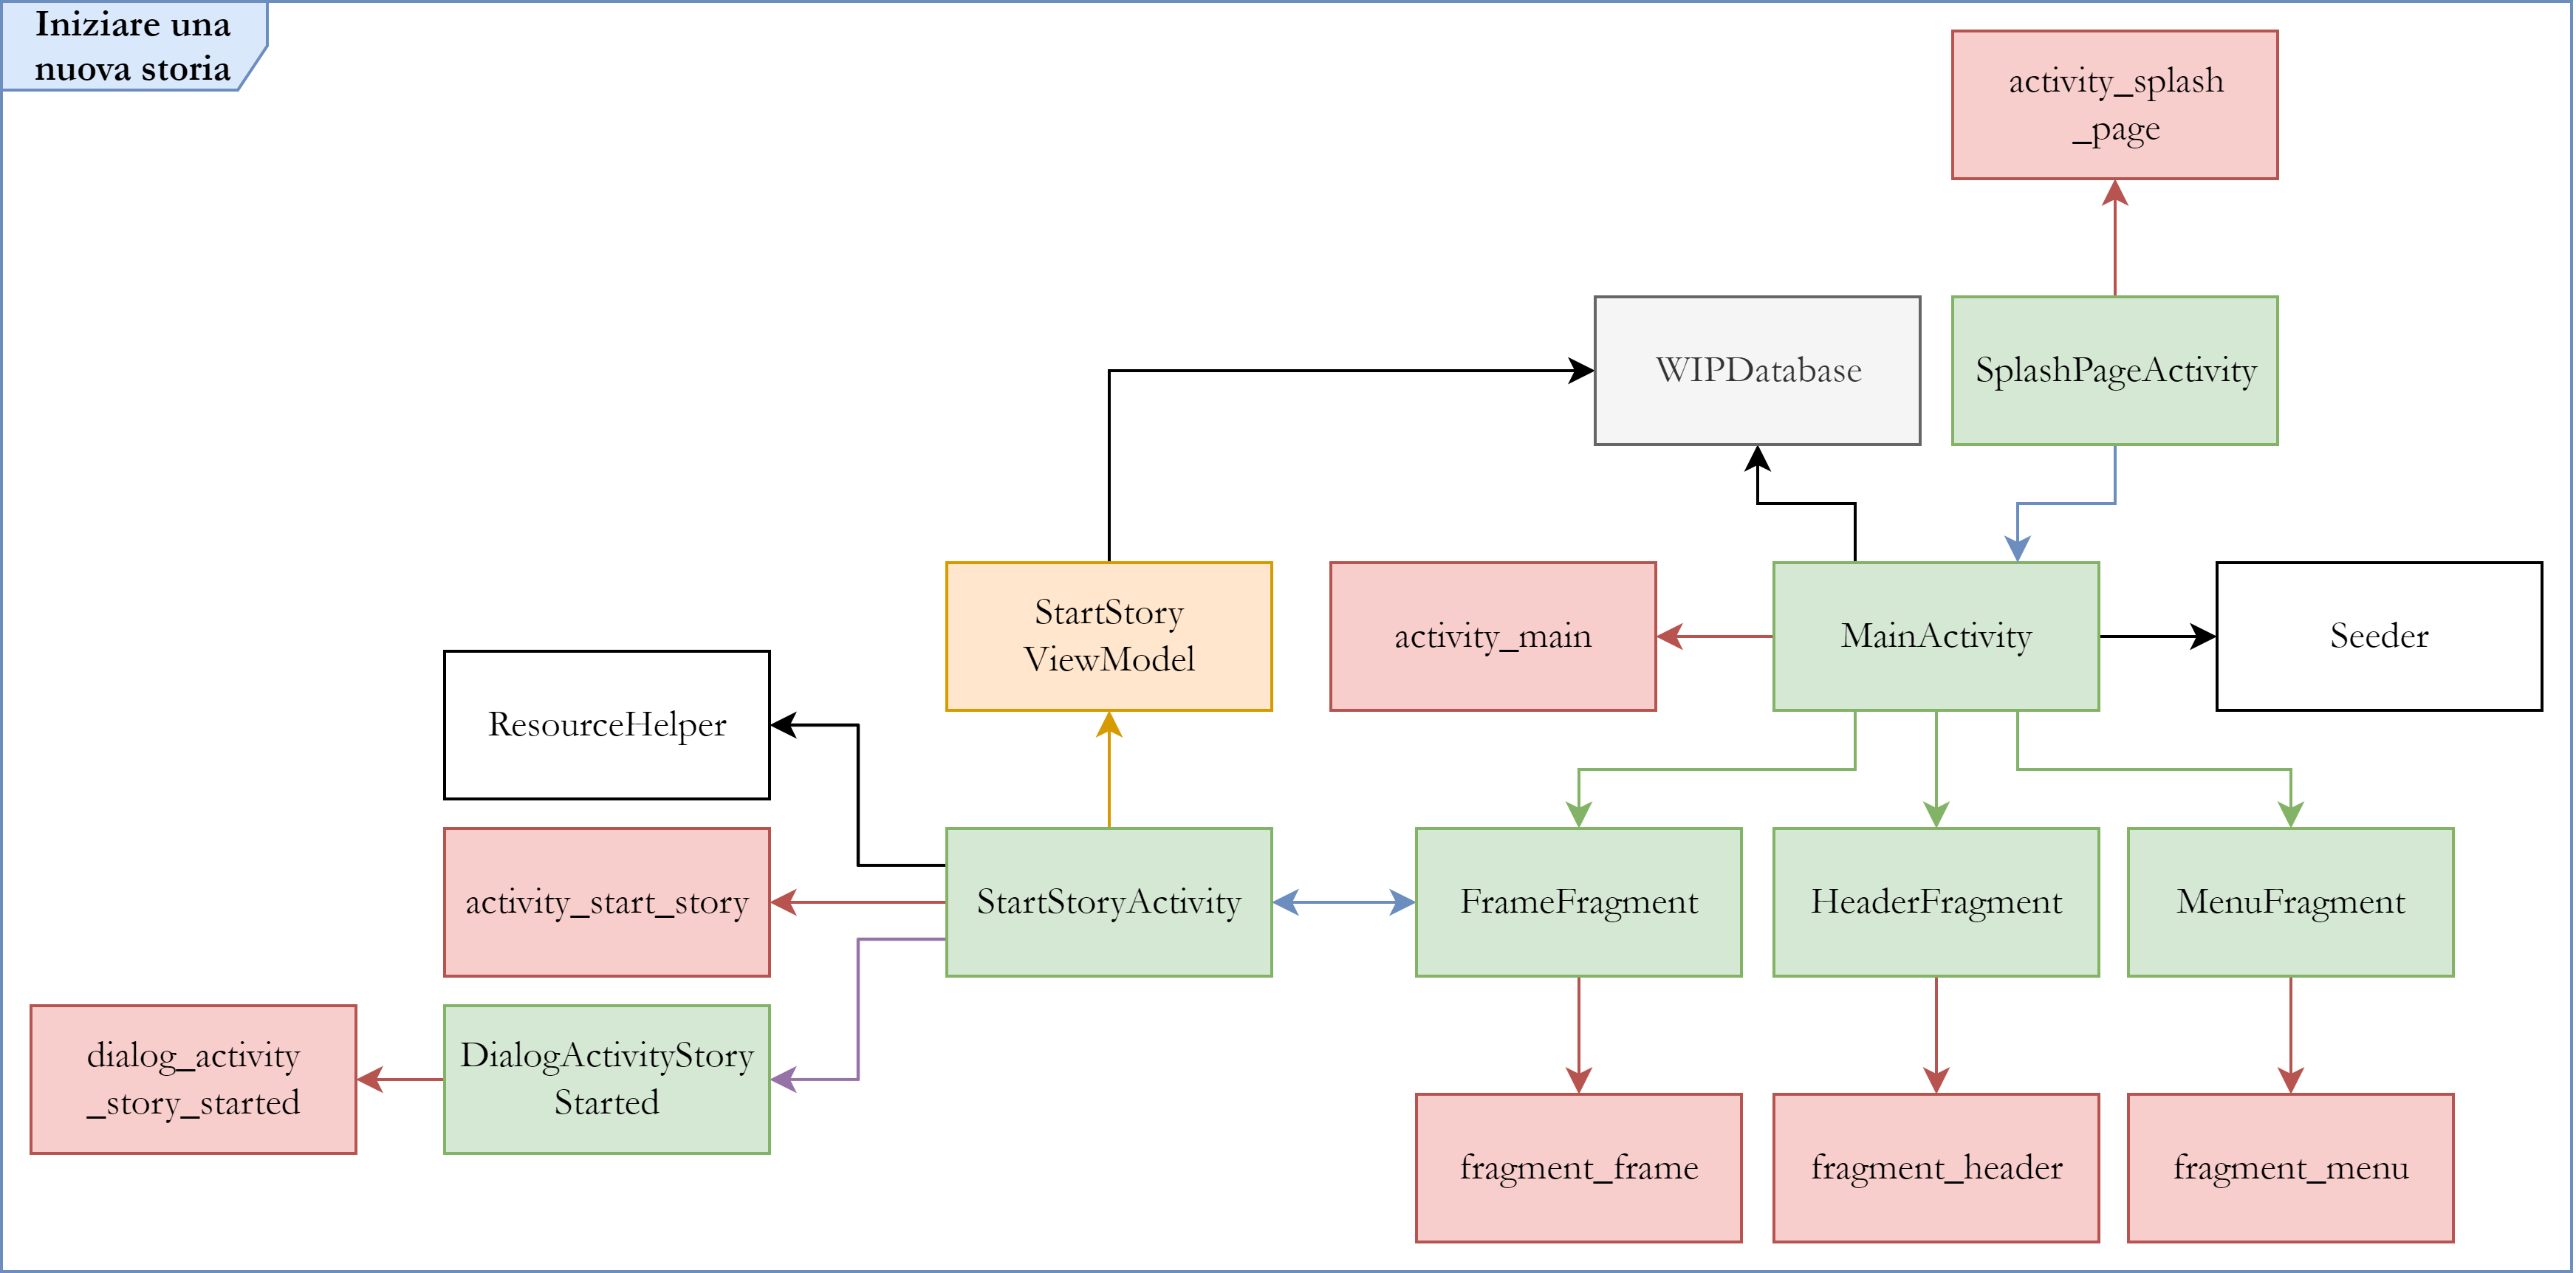 Iniziare una
nuova storia
activity_splash
_page
WIPDatabase
SplashPageActivity
StartStory
ViewModel
activity_main
MainActivity
Seeder
ResourceHelper
activity_start_story
StartStoryActivity
FrameFragment
HeaderFragment
MenuFragment
dialog_activity
_story_started
DialogActivityStory
Started
fragment_frame
fragment_header
fragment_menu